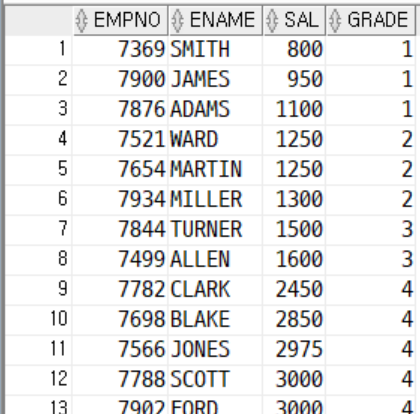 EMPNO ENAME SAL GRADE
1 7369 SMITH 800 1
2 7900 JAMES 950 1
3 7876 ADAMS 1100 1
4 7521 WARD 1250 2
5 7654 MARTIN 1250 2
6 7934 MILLER 1300 2
7 7844 TURNER 1500 3
8 7499 ALLEN 1600 3
9 7782 CLARK 2450 4
10 7698 BLAKE 2850 4
11 7566 JONES 2975 4
12 7788 SCOTT 3000 4
13 7902 FORD 3000 4